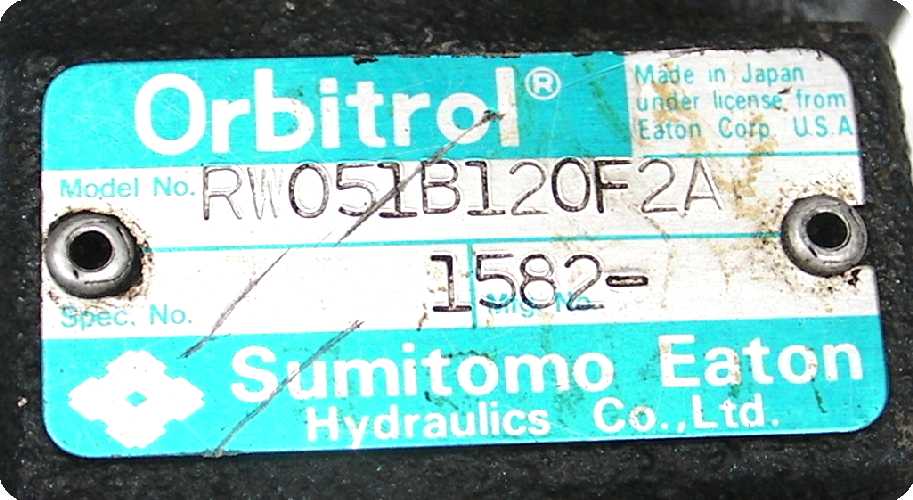 Orbitrol®
Made in Japan
under license from
Eaton Corp. U.S.A
Model No. RW051B120F2A
1582-
Spec. No. Mfg. No.
Sumitomo Eaton
Hydraulics Co.,Ltd.